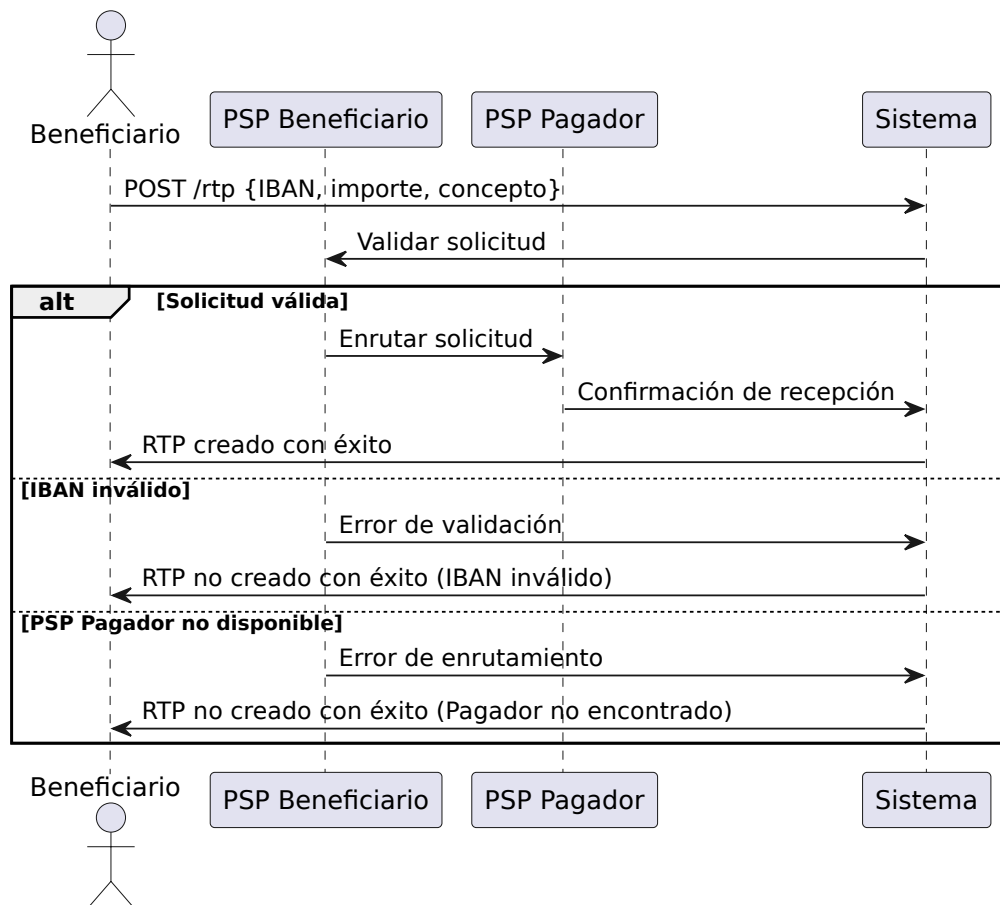 Beneficiario
PSP Beneficiario
PSP Pagador
Sistema
POST /rtp {IBAN, importe, concepto}
Validar solicitud
alt
[Solicitud válida]
Enrutar solicitud
Confirmación de recepción
RTP creado con éxito
[IBAN inválido]
Error de validación
RTP no creado con éxito (IBAN inválido)
[PSP Pagador no disponible]
Error de enrutamiento
RTP no creado con éxito (Pagador no encontrado)
Beneficiario
PSP Beneficiario
PSP Pagador
Sistema